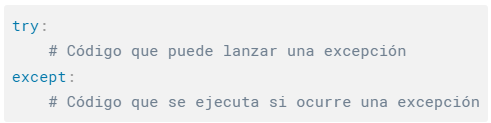 try:
    # Código que puede lanzar una excepción
except:
    # Código que se ejecuta si ocurre una excepción